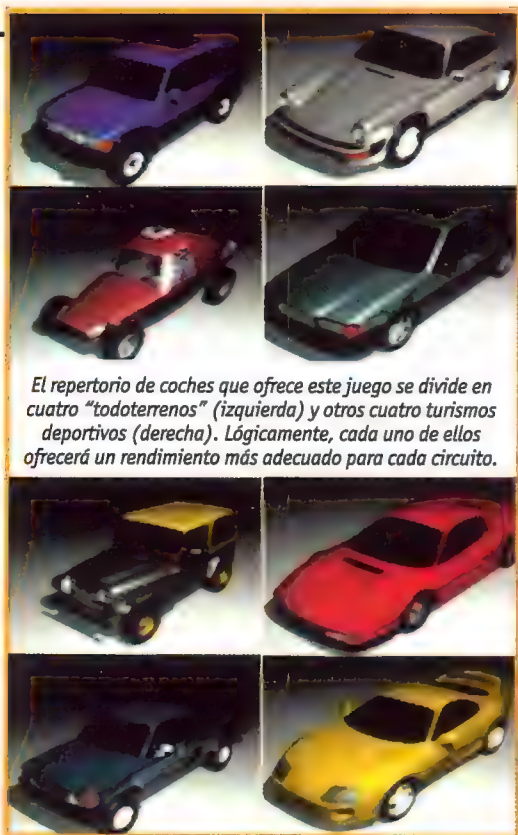 El repertorio de coches que ofrece este juego se divide en
cuatro “todoterrenos” (izquierda) y otros cuatro turismos
deportivos (derecha). Lógicamente, cada uno de ellos
ofrecerá un rendimiento más adecuado para cada circuito.